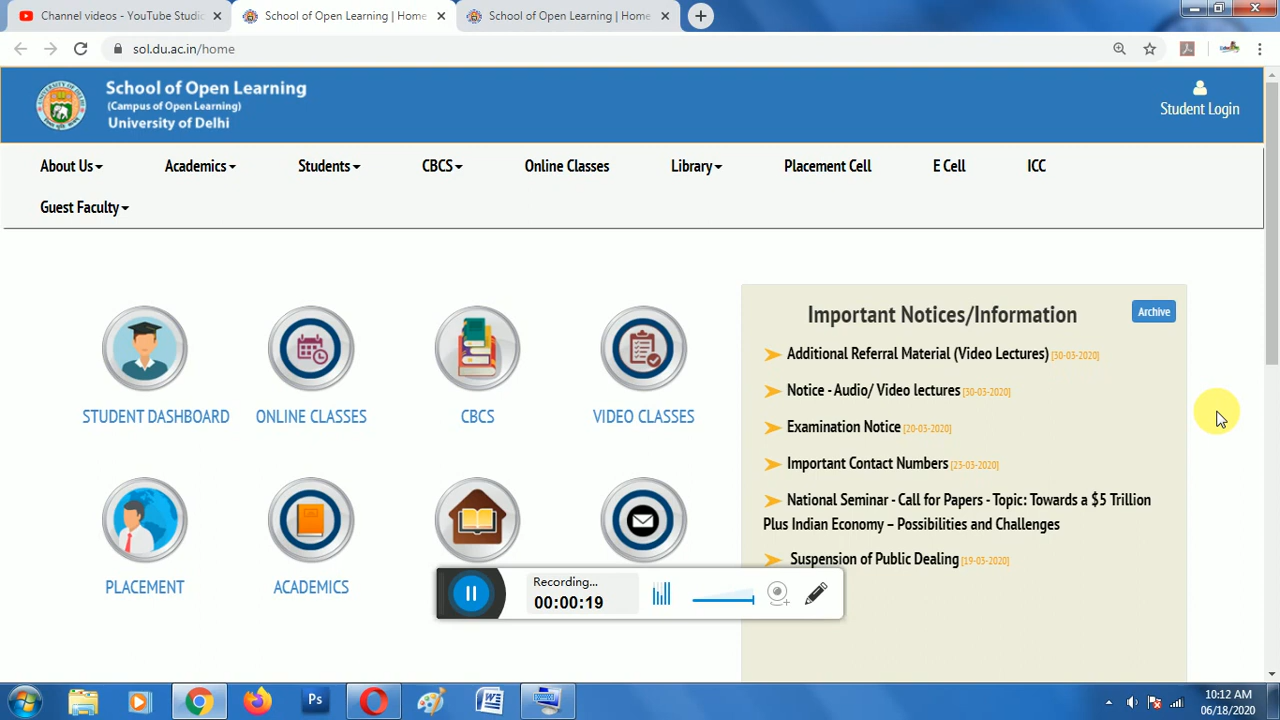 Channel videos - YouTube Studio
School of Open Learning | Home
School of Open Learning | Home
sol.du.ac.in/home
School of Open Learning
(Campus of Open Learning)
University of Delhi
Student Login
About Us
Academics
Students
CBCS
Online Classes
Library
Placement Cell
E Cell
ICC
Guest Faculty
STUDENT DASHBOARD
ONLINE CLASSES
CBCS
VIDEO CLASSES
PLACEMENT
ACADEMICS
Important Notices/Information
Archive
Additional Referral Material (Video Lectures) [30-03-2020]
Notice - Audio/ Video lectures [30-03-2020]
Examination Notice [20-03-2020]
Important Contact Numbers [23-03-2020]
National Seminar - Call for Papers - Topic: Towards a $5 Trillion
Plus Indian Economy – Possibilities and Challenges
Suspension of Public Dealing [19-03-2020]
Recording...
00:00:19
Ps
10:12 AM
06/18/2020